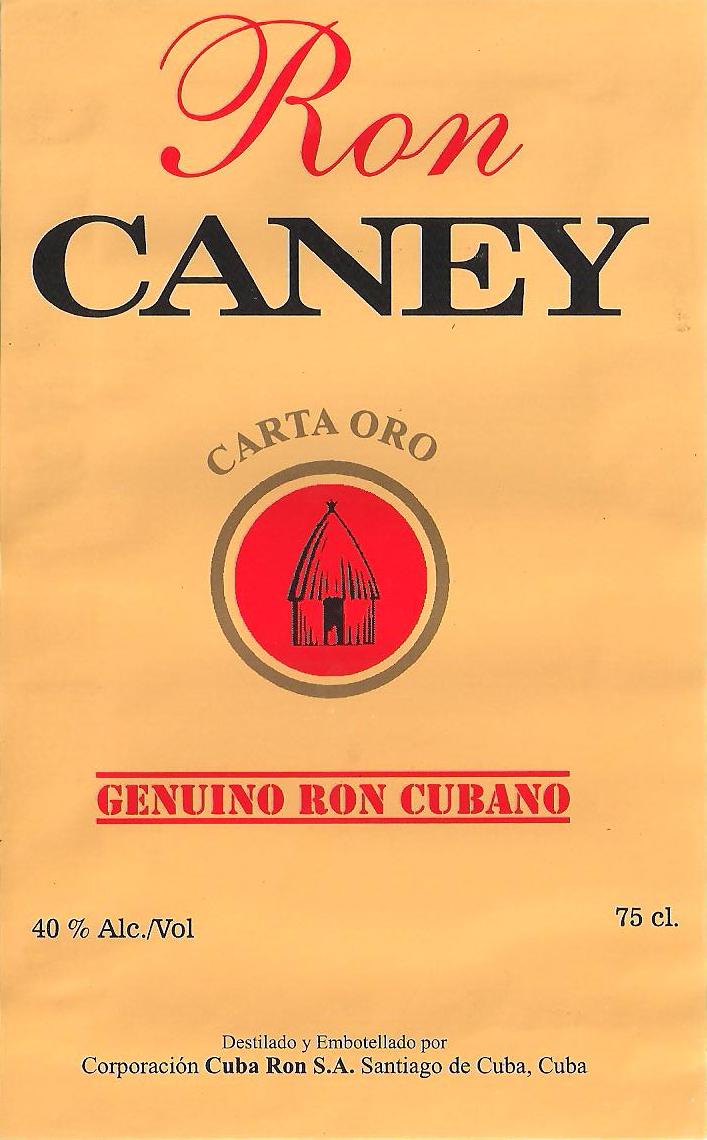 Ron
CANEY
CARTA ORO
GENUINO RON CUBANO
40 % Alc./Vol
75 cl.
Destilado y Embotellado por
Corporación Cuba Ron S.A. Santiago de Cuba, Cuba